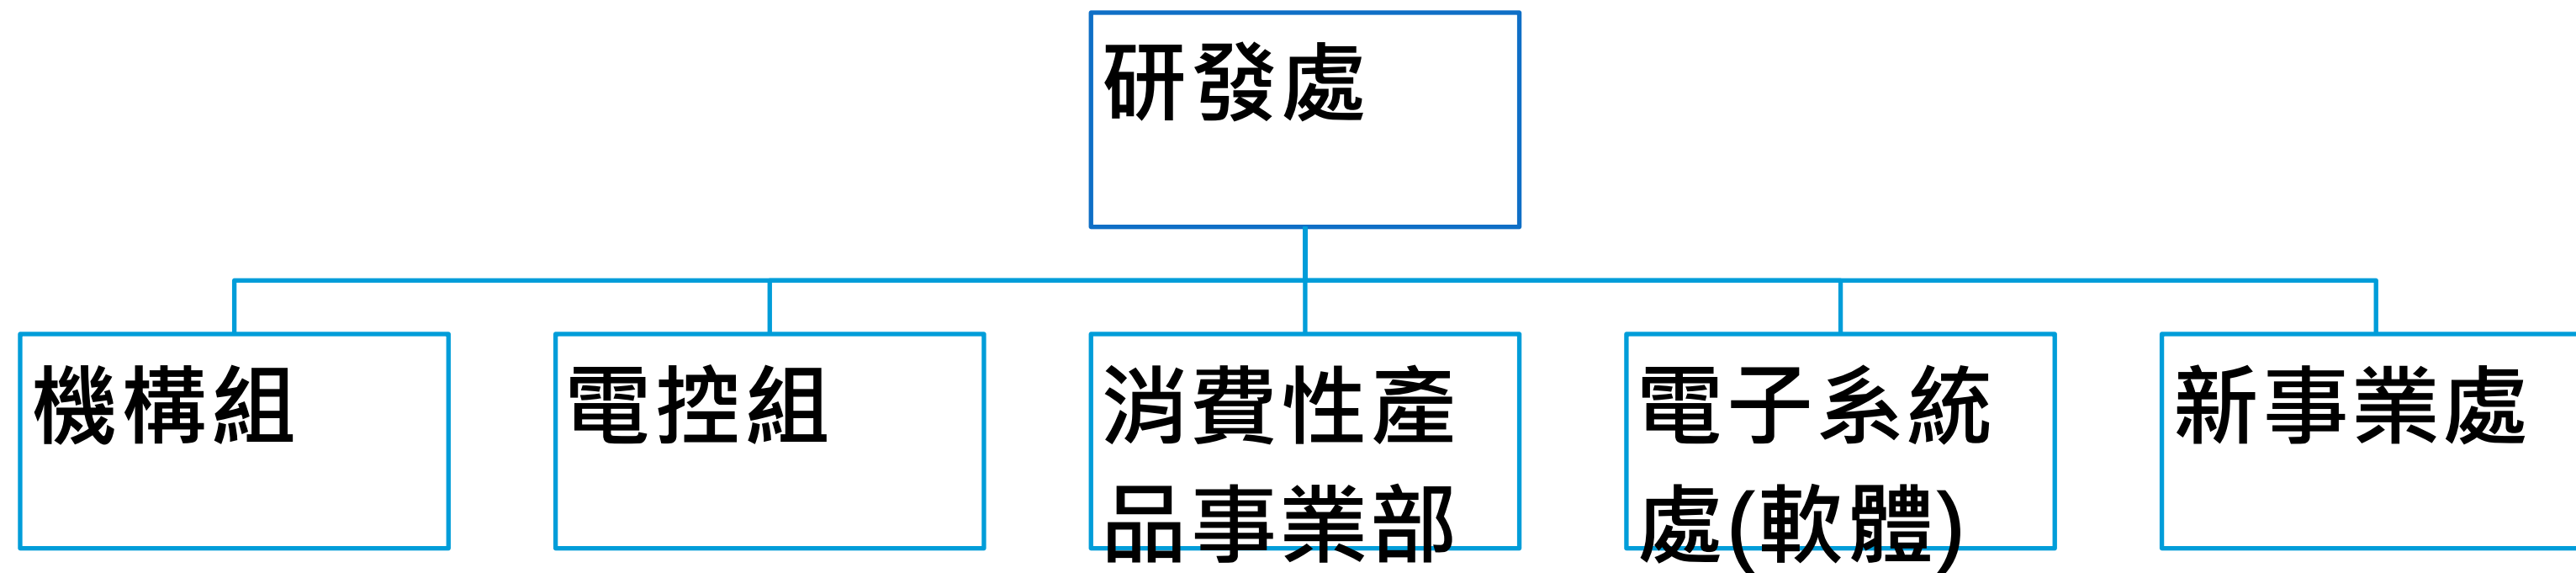 研發處
機構組
電控組
消費性產
品事業部
電子系統
處(軟體)
新事業處